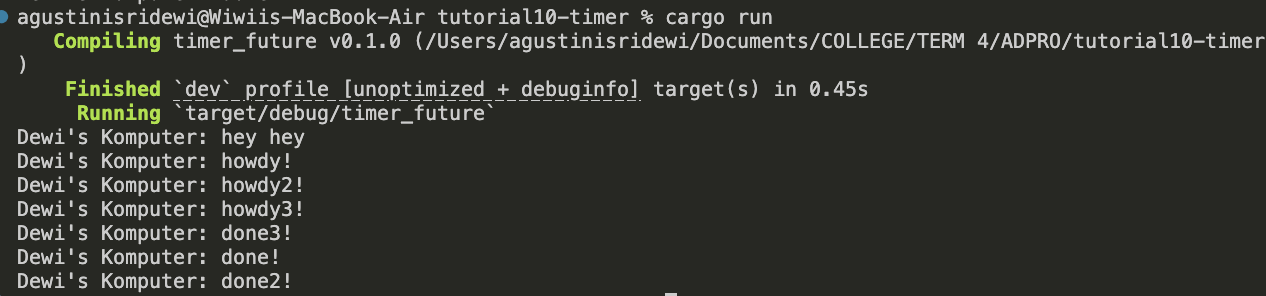 agustinisridewi@Wiwiis-MacBook-Air tutorial10-timer % cargo run
   Compiling timer_future v0.1.0 (/Users/agustinisridewi/Documents/COLLEGE/TERM 4/ADPRO/tutorial10-timer
)
    Finished `dev` profile [unoptimized + debuginfo] target(s) in 0.45s
     Running `target/debug/timer_future`
Dewi's Komputer: hey hey
Dewi's Komputer: howdy!
Dewi's Komputer: howdy2!
Dewi's Komputer: howdy3!
Dewi's Komputer: done3!
Dewi's Komputer: done!
Dewi's Komputer: done2!